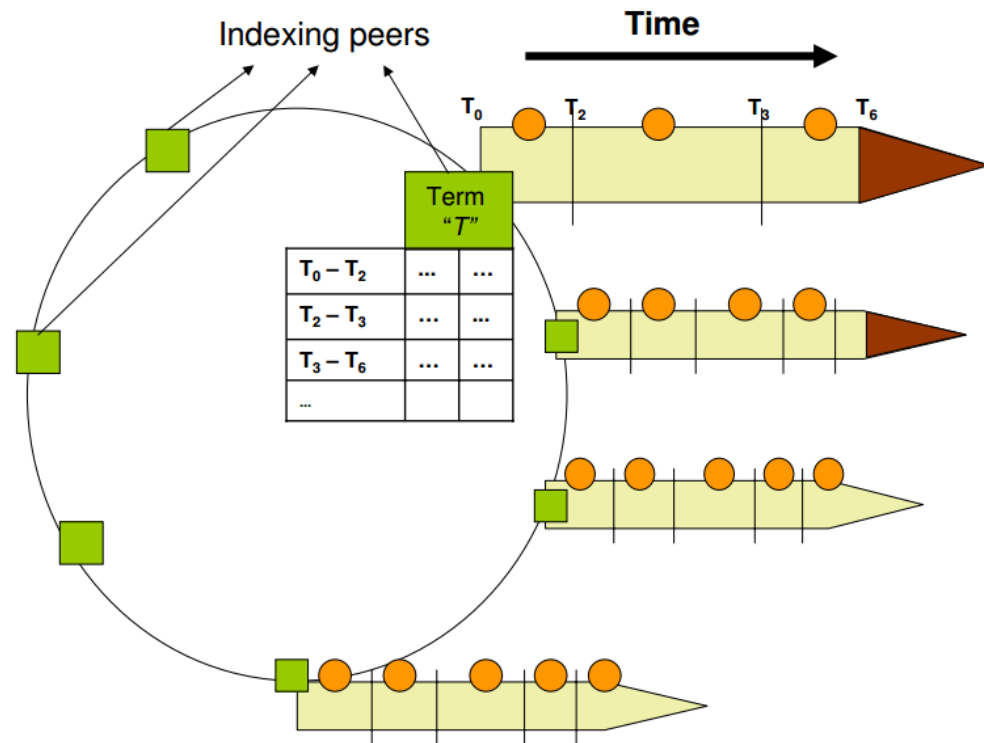 Indexing peers
Time
T₀ T₂ T₃ T₆
Term
“T”
T₀ – T₂ ... ...
T₂ – T₃ ... ...
T₃ – T₆ ... ...
...